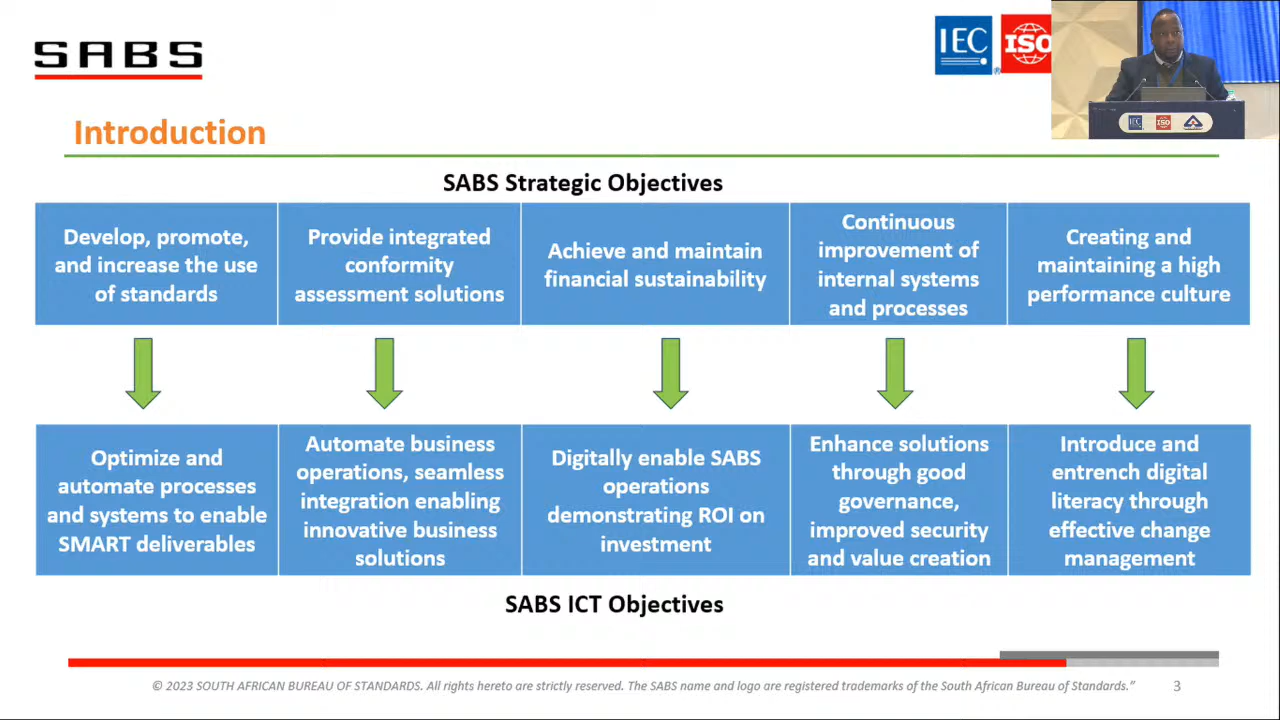 SABS
IEC
ISO
IEC
ISO
Introduction
SABS Strategic Objectives
Develop, promote,
and increase the use
of standards
Provide integrated
conformity
assessment solutions
Achieve and maintain
financial sustainability
Continuous
improvement of
internal systems
and processes
Creating and
maintaining a high
performance culture
Optimize and
automate processes
and systems to enable
SMART deliverables
Automate business
operations, seamless
integration enabling
innovative business
solutions
Digitally enable SABS
operations
demonstrating ROI on
investment
Enhance solutions
through good
governance,
improved security
and value creation
Introduce and
entrench digital
literacy through
effective change
management
SABS ICT Objectives
© 2023 SOUTH AFRICAN BUREAU OF STANDARDS. All rights hereto are strictly reserved. The SABS name and logo are registered trademarks of the South African Bureau of Standards.”
3